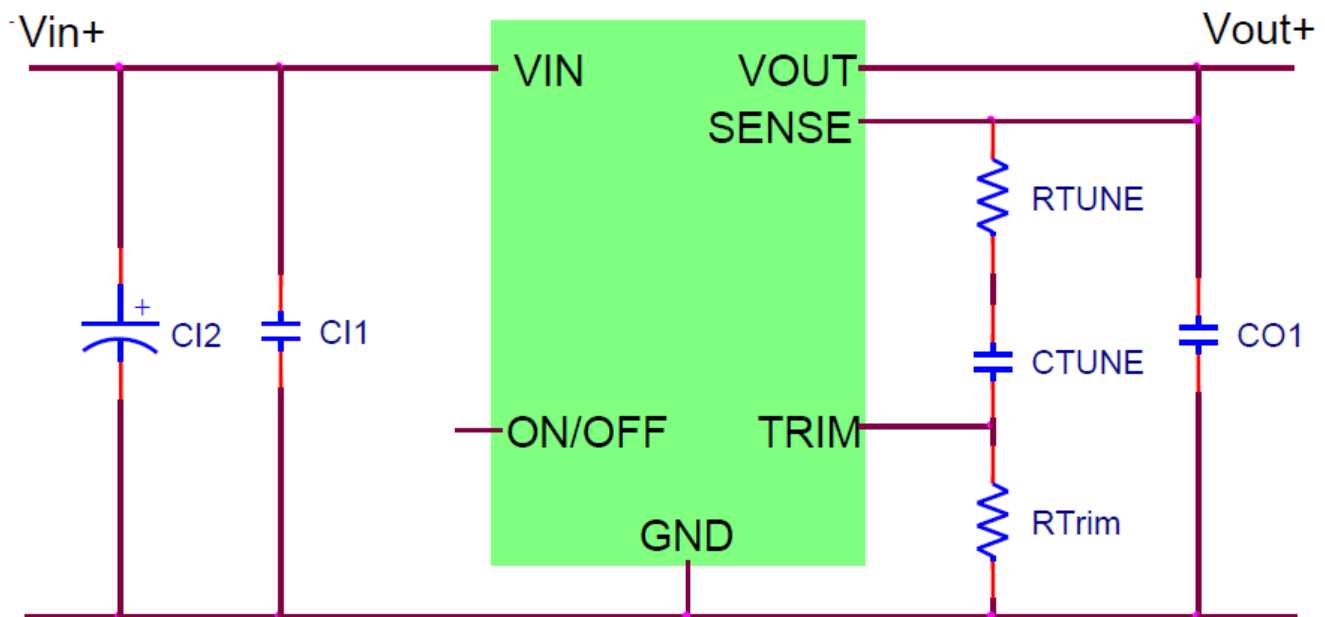 Vin+
Vout+
VIN
VOUT
SENSE
RTUNE
+
CI2
CI1
CTUNE
CO1
ON/OFF
TRIM
RTrim
GND